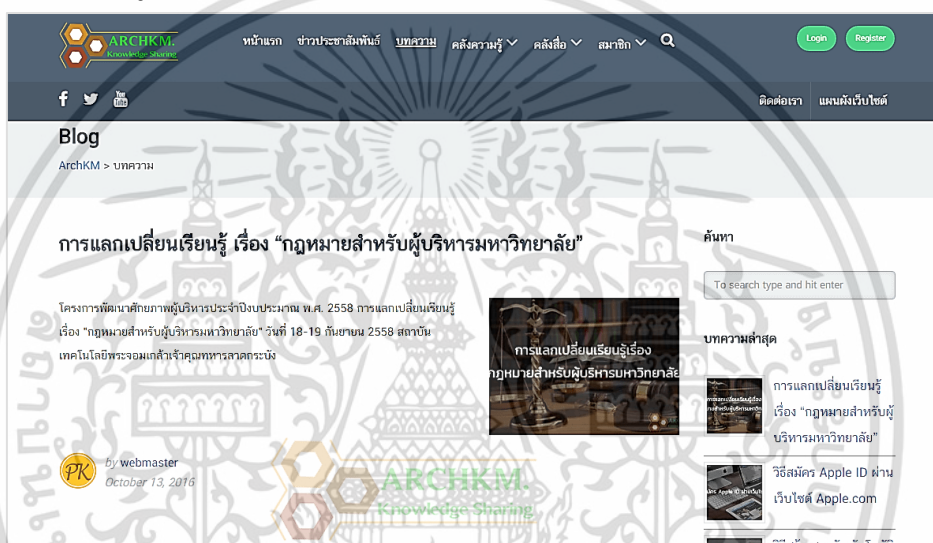 ARCHKM.
Knowledge Sharing
หน้าแรก ข่าวประชาสัมพันธ์ บทความ คลังความรู้ คลังสื่อ สมาชิก
Login Register
f You Tube
ติดต่อเรา แผนผังเว็บไซต์
Blog
ArchKM > บทความ
การแลกเปลี่ยนเรียนรู้ เรื่อง “กฎหมายสำหรับผู้บริหารมหาวิทยาลัย”
โครงการพัฒนาศักยภาพผู้บริหารประจำปีงบประมาณ พ.ศ. 2558 การแลกเปลี่ยนเรียนรู้
เรื่อง "กฎหมายสำหรับผู้บริหารมหาวิทยาลัย" วันที่ 18-19 กันยายน 2558 สถาบัน
เทคโนโลยีพระจอมเกล้าเจ้าคุณทหารลาดกระบัง
การแลกเปลี่ยนเรียนรู้เรื่อง
กฎหมายสำหรับผู้บริหารมหาวิทยาลัย
PK
by webmaster
October 13, 2016
ARCHKM.
Knowledge Sharing
ค้นหา
To search type and hit enter
บทความล่าสุด
การแลกเปลี่ยนเรียนรู้
เรื่อง “กฎหมายสำหรับผู้
บริหารมหาวิทยาลัย”
วิธีสมัคร Apple ID ผ่าน
เว็บไซต์ Apple.com